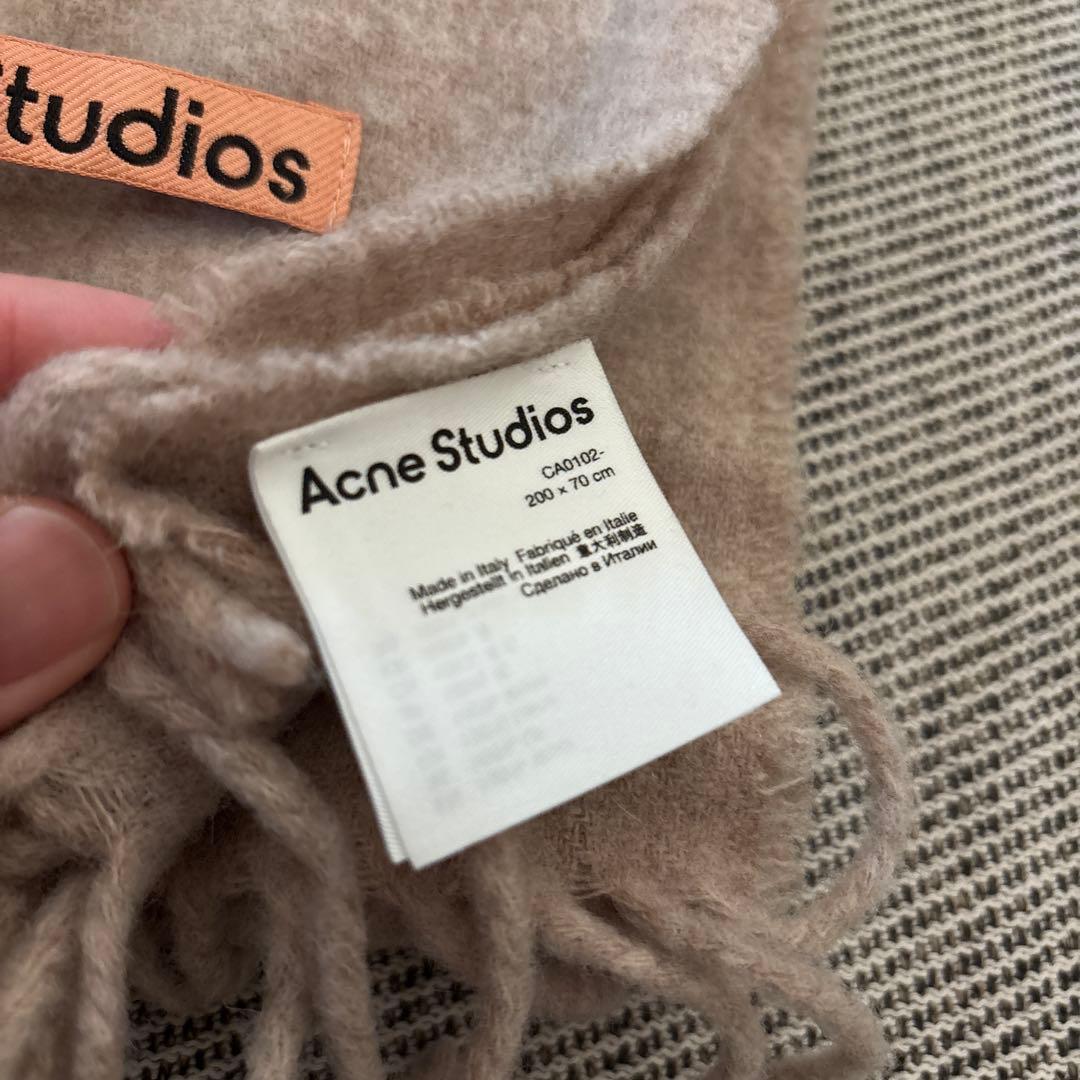 Studios
Acne Studios
CA0102-
200 x 70 cm
Made in Italy Fabriqué en Italie
Hergestellt in Italien 意大利制造
Сделано в Италии